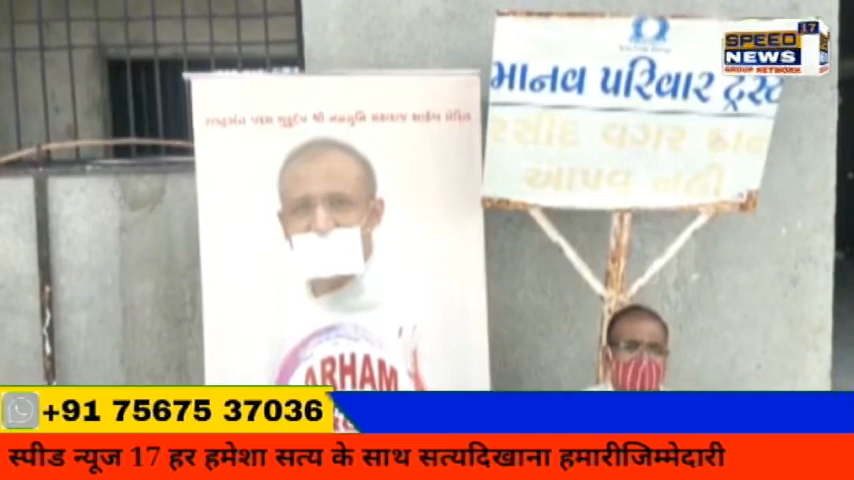 SPEED 17
NEWS
GROUP NETWORK
માનવ પરિવાર ટ્રસ્ટ
રસીદ વગર
આપવ નહી
ARHAM
+91 75675 37036
स्पीड न्यूज 17 हर हमेशा सत्य के साथ सत्यदिखाना हमारीजिम्मेदारी